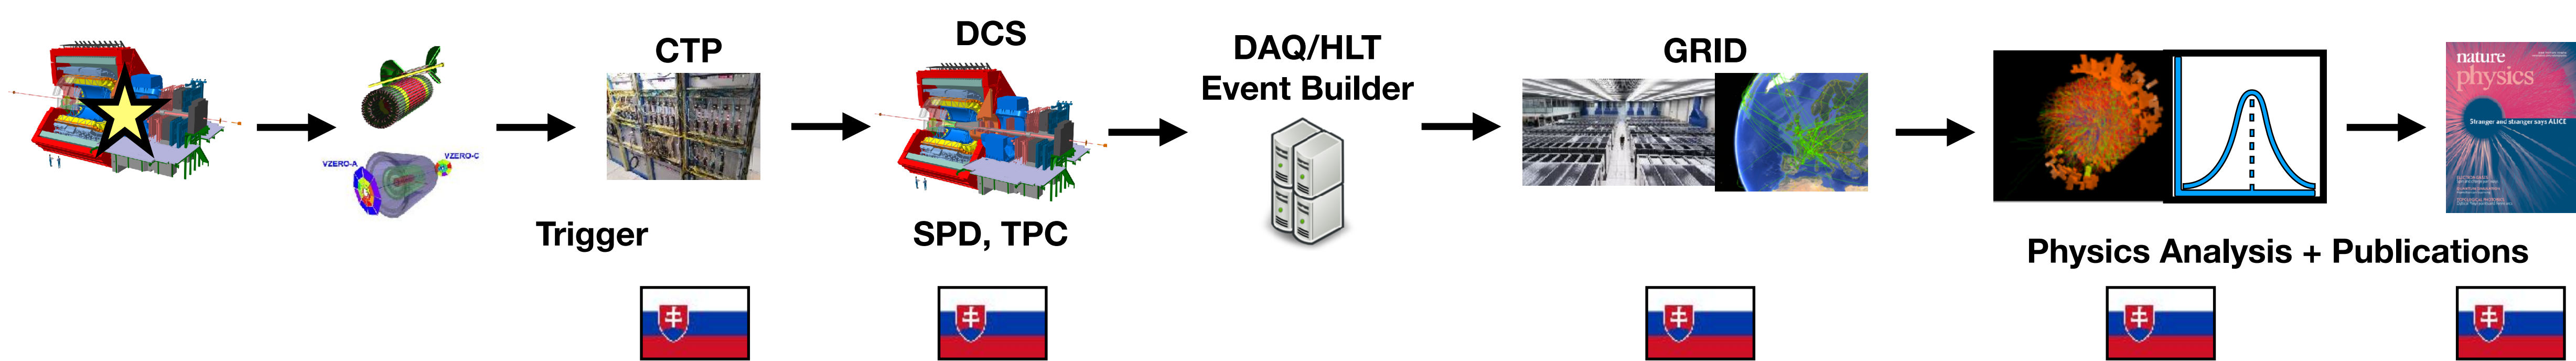 VZERO-A
VZERO-C
CTP
Trigger
DCS
SPD, TPC
DAQ/HLT
Event Builder
GRID
Physics Analysis + Publications
nature
physics
Stranger and stranger says ALICE